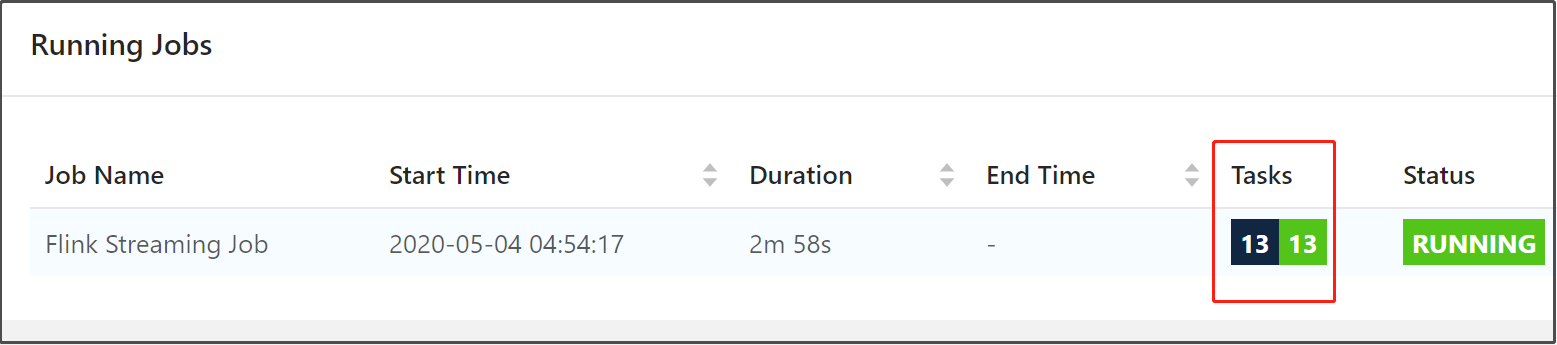 Running Jobs
Job Name Start Time Duration End Time Tasks Status
Flink Streaming Job 2020-05-04 04:54:17 2m 58s - 13 13 RUNNING